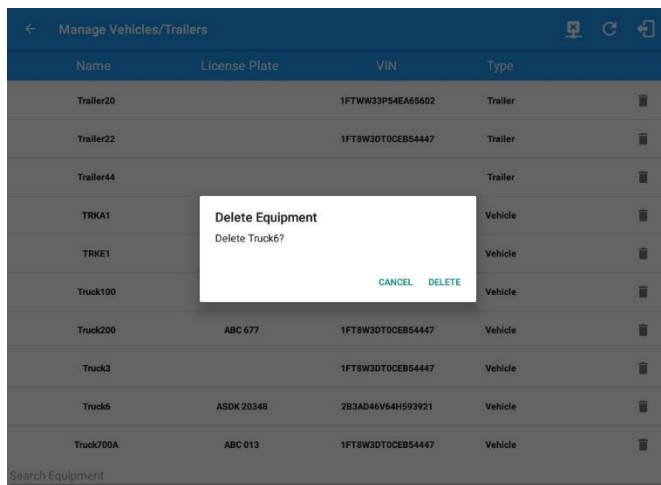 Manage Vehicles/Trailers
Name License Plate VIN Type
Trailer20 1FTWW33P54EA65602 Trailer
Trailer22 1FT8W3DT0CEB54447 Trailer
Trailer44 Trailer
TRKA1 Vehicle
TRKE1 Vehicle
Truck100 Vehicle
Delete Equipment
Delete Truck6?
CANCEL DELETE
Truck200 ABC 677 1FT8W3DT0CEB54447 Vehicle
Truck3 1FT8W3DT0CEB54447 Vehicle
Truck6 ASDK 20348 2B3AD46V64H593921 Vehicle
Truck700A ABC 013 1FT8W3DT0CEB54447 Vehicle
Search Equipment